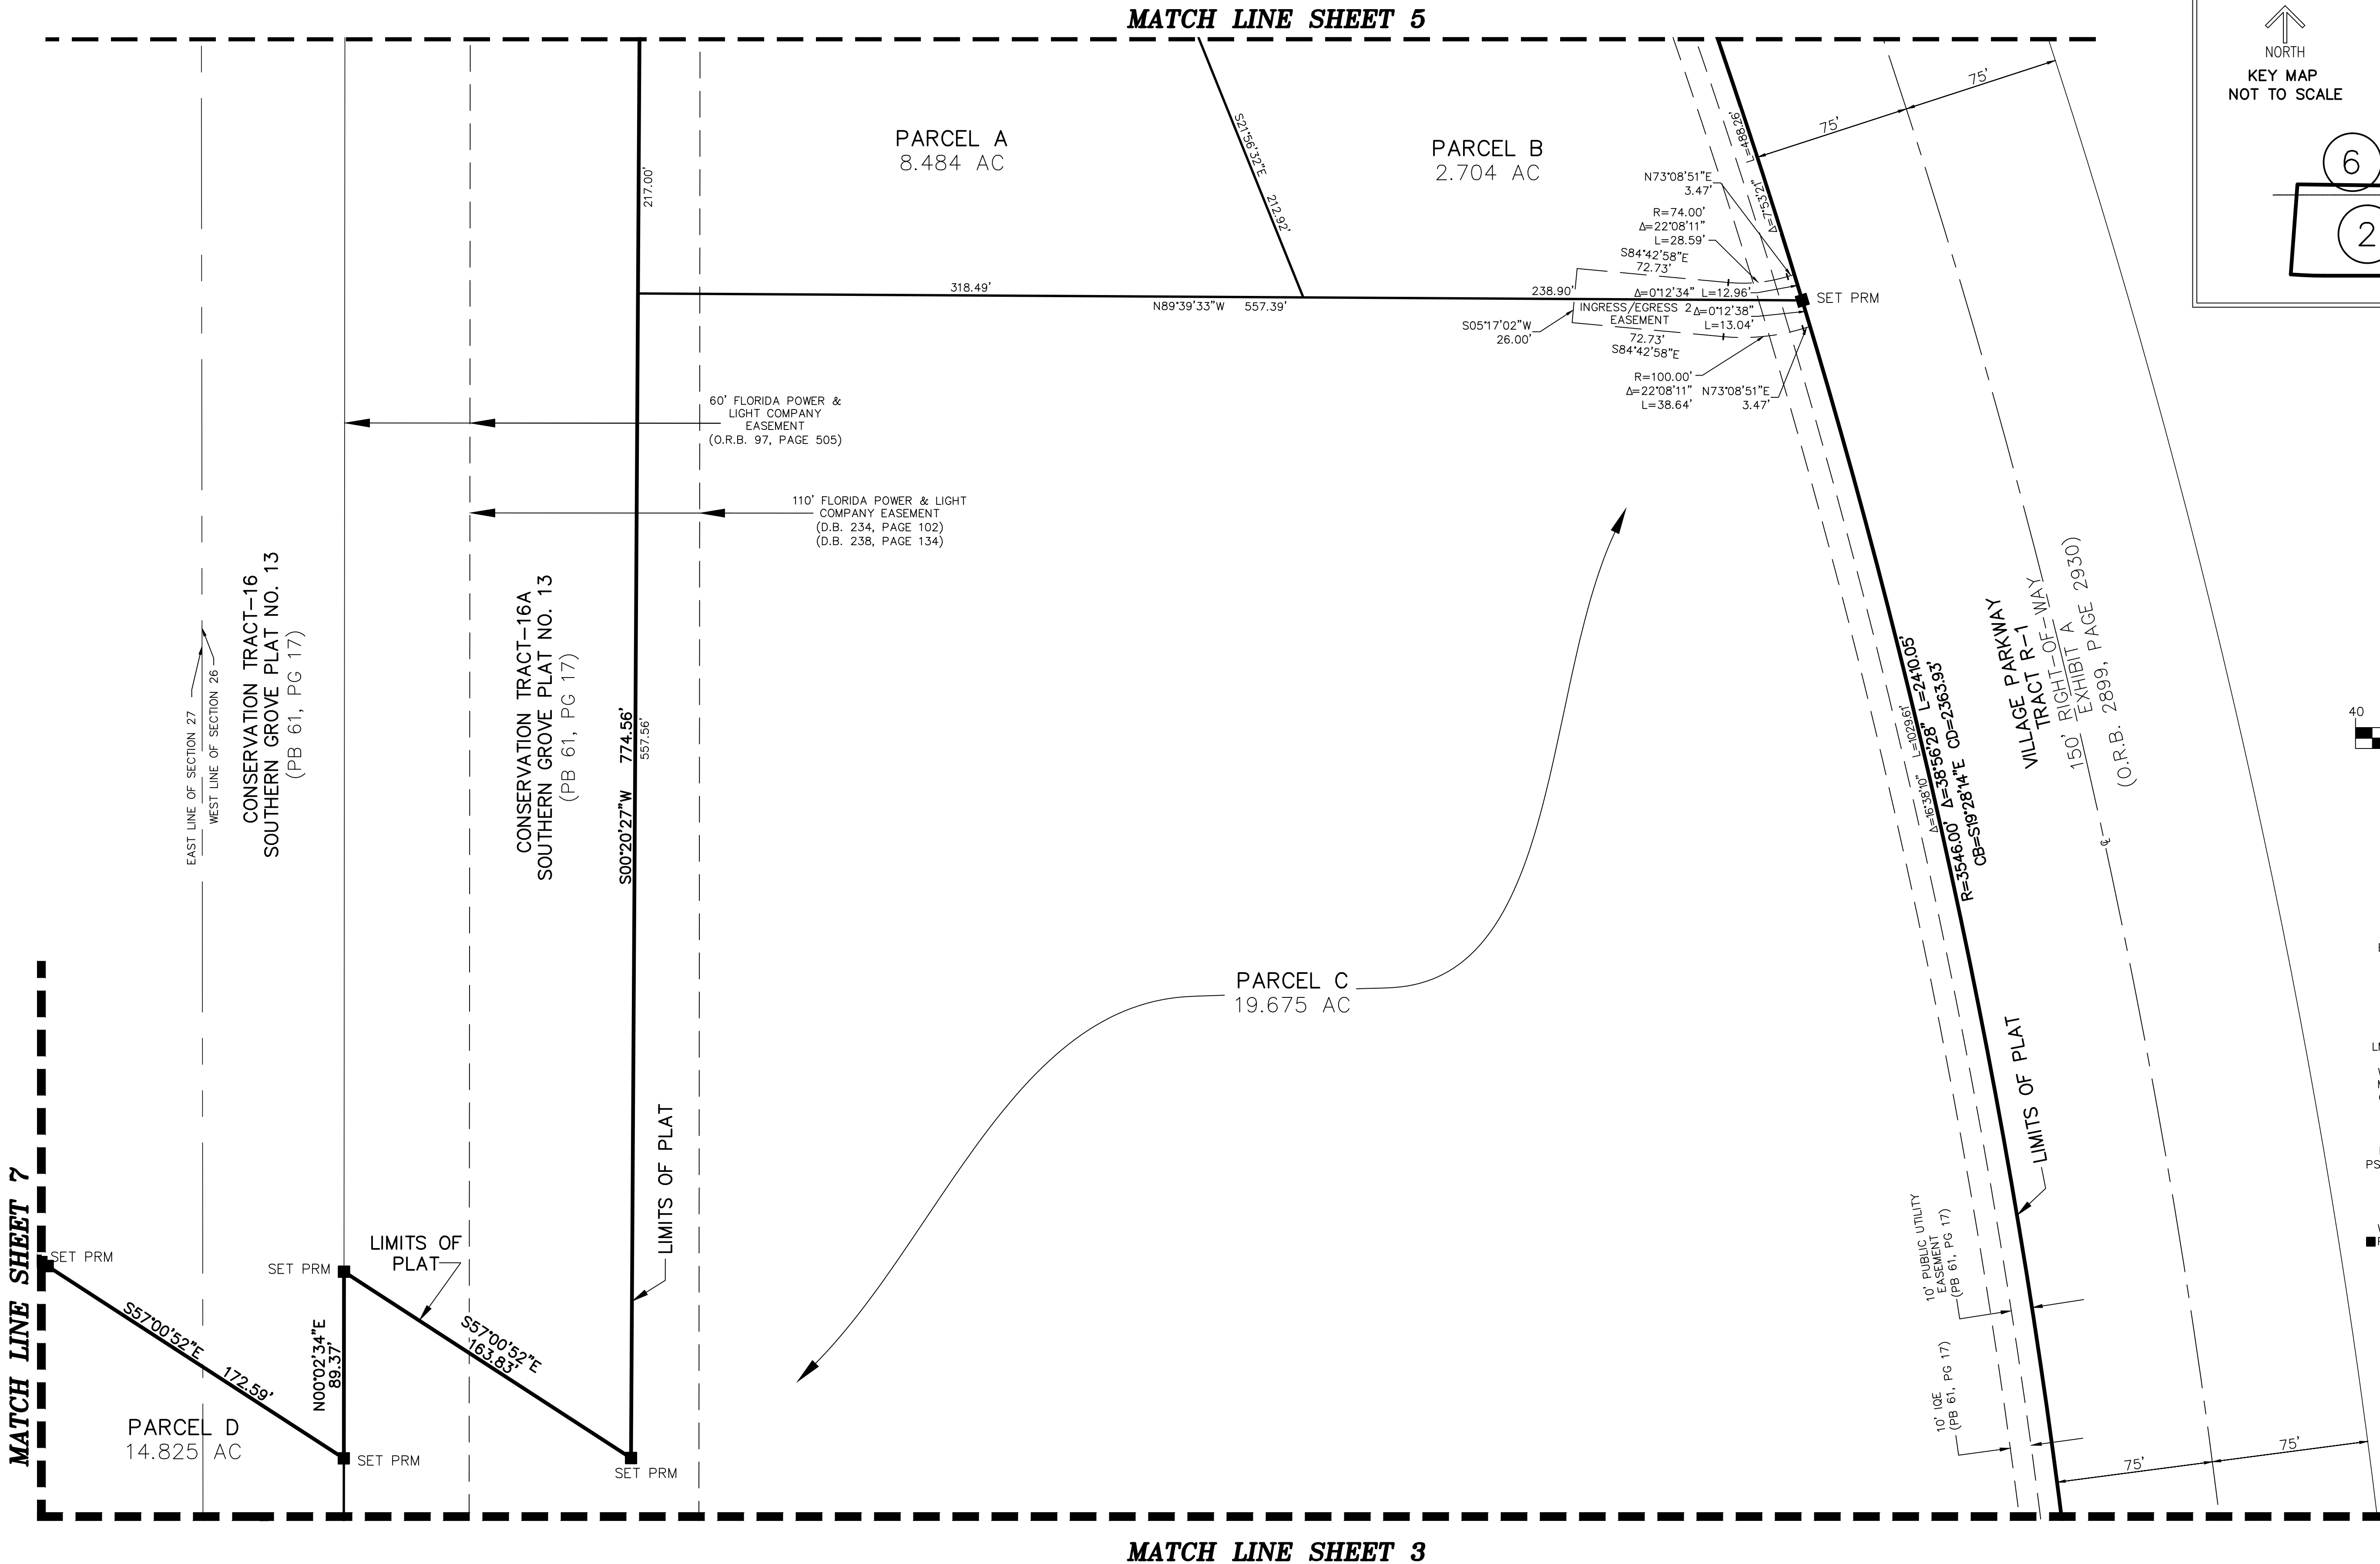 MATCH LINE SHEET 5
NORTH
KEY MAP
NOT TO SCALE
6
2
PARCEL A
8.484 AC
PARCEL B
2.704 AC
217.00'
S21°56'32"E 212.92'
L=488.26'
Δ=7°53'21"
75'
75'
N73°08'51"E
3.47'
R=74.00'
Δ=22°08'11"
L=28.59'
S84°42'58"E
72.73'
318.49'
N89°39'33"W 557.39'
238.90'
Δ=0°12'34" L=12.96'
SET PRM
INGRESS/EGRESS 2
EASEMENT
Δ=0°12'38"
L=13.04'
S05°17'02"W
26.00'
72.73'
S84°42'58"E
R=100.00'
Δ=22°08'11"
L=38.64'
N73°08'51"E
3.47'
60' FLORIDA POWER &
LIGHT COMPANY
EASEMENT
(O.R.B. 97, PAGE 505)
110' FLORIDA POWER & LIGHT
COMPANY EASEMENT
(D.B. 234, PAGE 102)
(D.B. 238, PAGE 134)
EAST LINE OF SECTION 27
WEST LINE OF SECTION 26
CONSERVATION TRACT-16
SOUTHERN GROVE PLAT NO. 13
(PB 61, PG 17)
CONSERVATION TRACT-16A
SOUTHERN GROVE PLAT NO. 13
(PB 61, PG 17)
S00°20'27"W 774.56'
557.56'
Δ=16°38'10" L=1029.61'
R=3546.00' Δ=38°56'28" L=2410.05'
CB=S19°28'14"E CD=2363.93'
VILLAGE PARKWAY
TRACT R-1
150' RIGHT-OF-WAY
EXHIBIT A
(O.R.B. 2899, PAGE 2930)
40
PARCEL C
19.675 AC
LIMITS OF PLAT
LIMITS OF PLAT
10' PUBLIC UTILITY
EASEMENT
(PB 61, PG 17)
10' IQE
(PB 61, PG 17)
75'
75'
MATCH LINE SHEET 7
SET PRM
SET PRM
LIMITS OF
PLAT
S57°00'52"E 172.59'
N00°02'34"E
89.37'
S57°00'52"E
163.83'
PARCEL D
14.825 AC
SET PRM
SET PRM
MATCH LINE SHEET 3